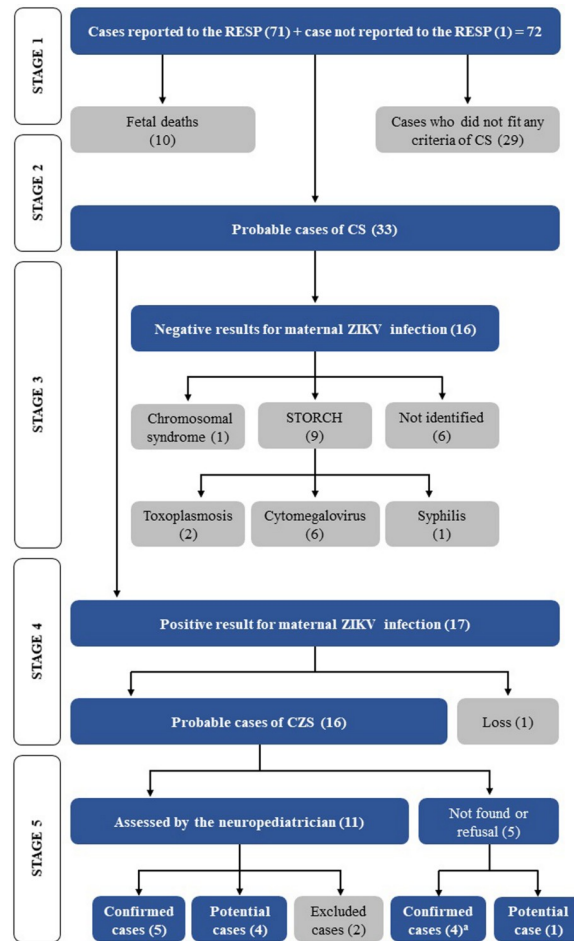 STAGE 1
Cases reported to the RESP (71) + case not reported to the RESP (1) = 72
Fetal deaths
(10)
Cases who did not fit any
criteria of CS (29)
STAGE 2
Probable cases of CS (33)
STAGE 3
Negative results for maternal ZIKV infection (16)
Chromosomal
syndrome (1)
STORCH
(9)
Not identified
(6)
Toxoplasmosis
(2)
Cytomegalovirus
(6)
Syphilis
(1)
STAGE 4
Positive result for maternal ZIKV infection (17)
Probable cases of CZS (16)
Loss (1)
STAGE 5
Assessed by the neuropediatrician (11)
Not found or
refusal (5)
Confirmed
cases (5)
Potential
cases (4)
Excluded
cases (2)
Confirmed
cases (4)ª
Potential
case (1)